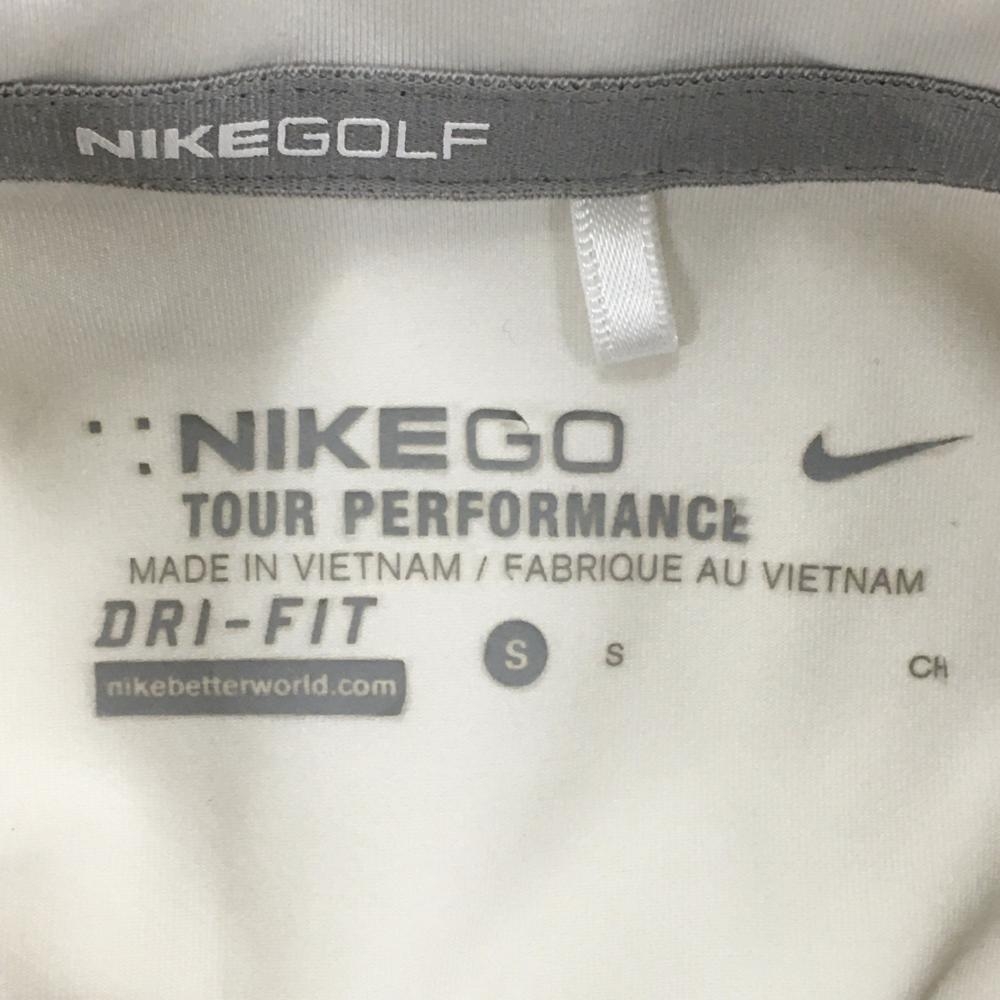 NIKEGOLF
NIKEGO
TOUR PERFORMANCE
MADE IN VIETNAM / FABRIQUE AU VIETNAM
DRI-FIT
S S CH
nikebetterworld.com